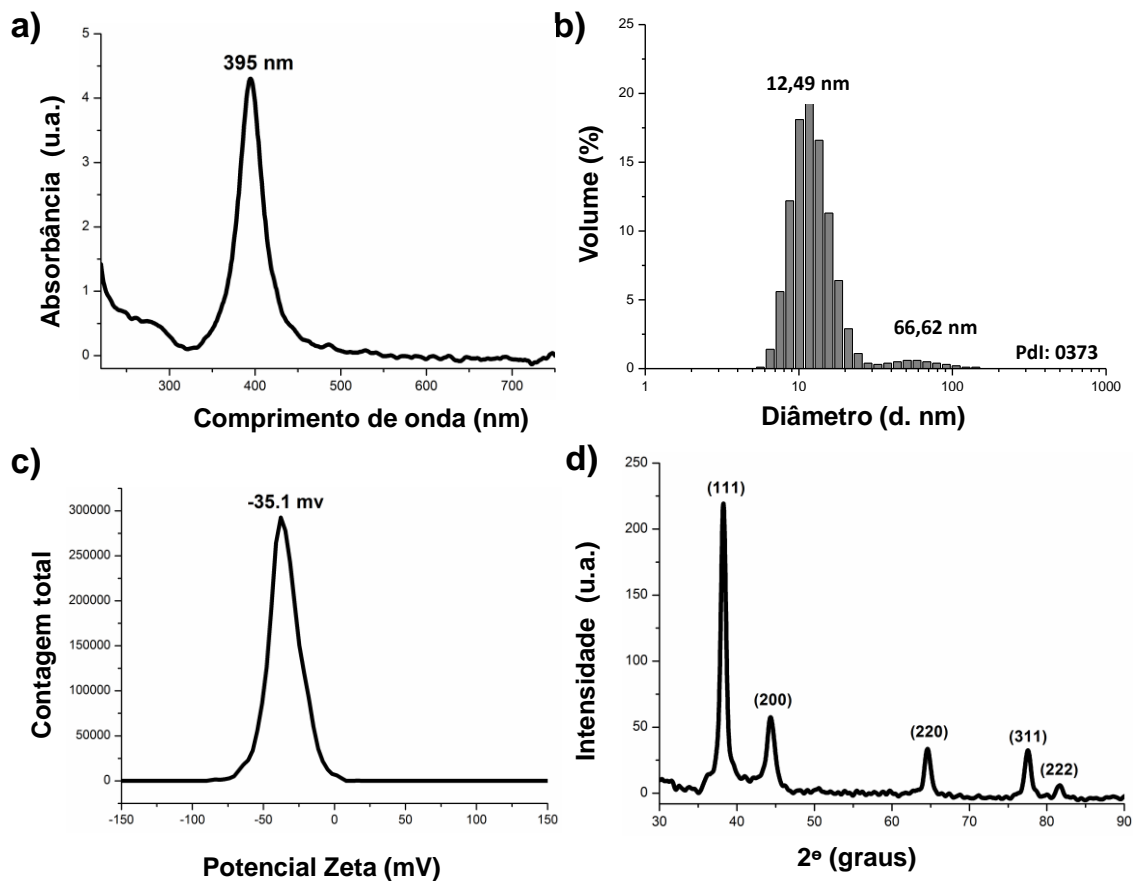 a)
395 nm
5
4
3
2
1
0
Absorbância (u.a.)
300 400 500 600 700
Comprimento de onda (nm)
b)
25
20
15
10
5
0
Volume (%)
12,49 nm
66,62 nm
PdI: 0373
1 10 100 1000
Diâmetro (d. nm)
c)
-35.1 mv
300000
250000
200000
150000
100000
50000
0
Contagem total
-150 -100 -50 0 50 100 150
Potencial Zeta (mV)
d)
250
200
150
100
50
0
Intensidade (u.a.)
(111)
(200)
(220)
(311)
(222)
30 40 50 60 70 80 90
2ᶿ (graus)